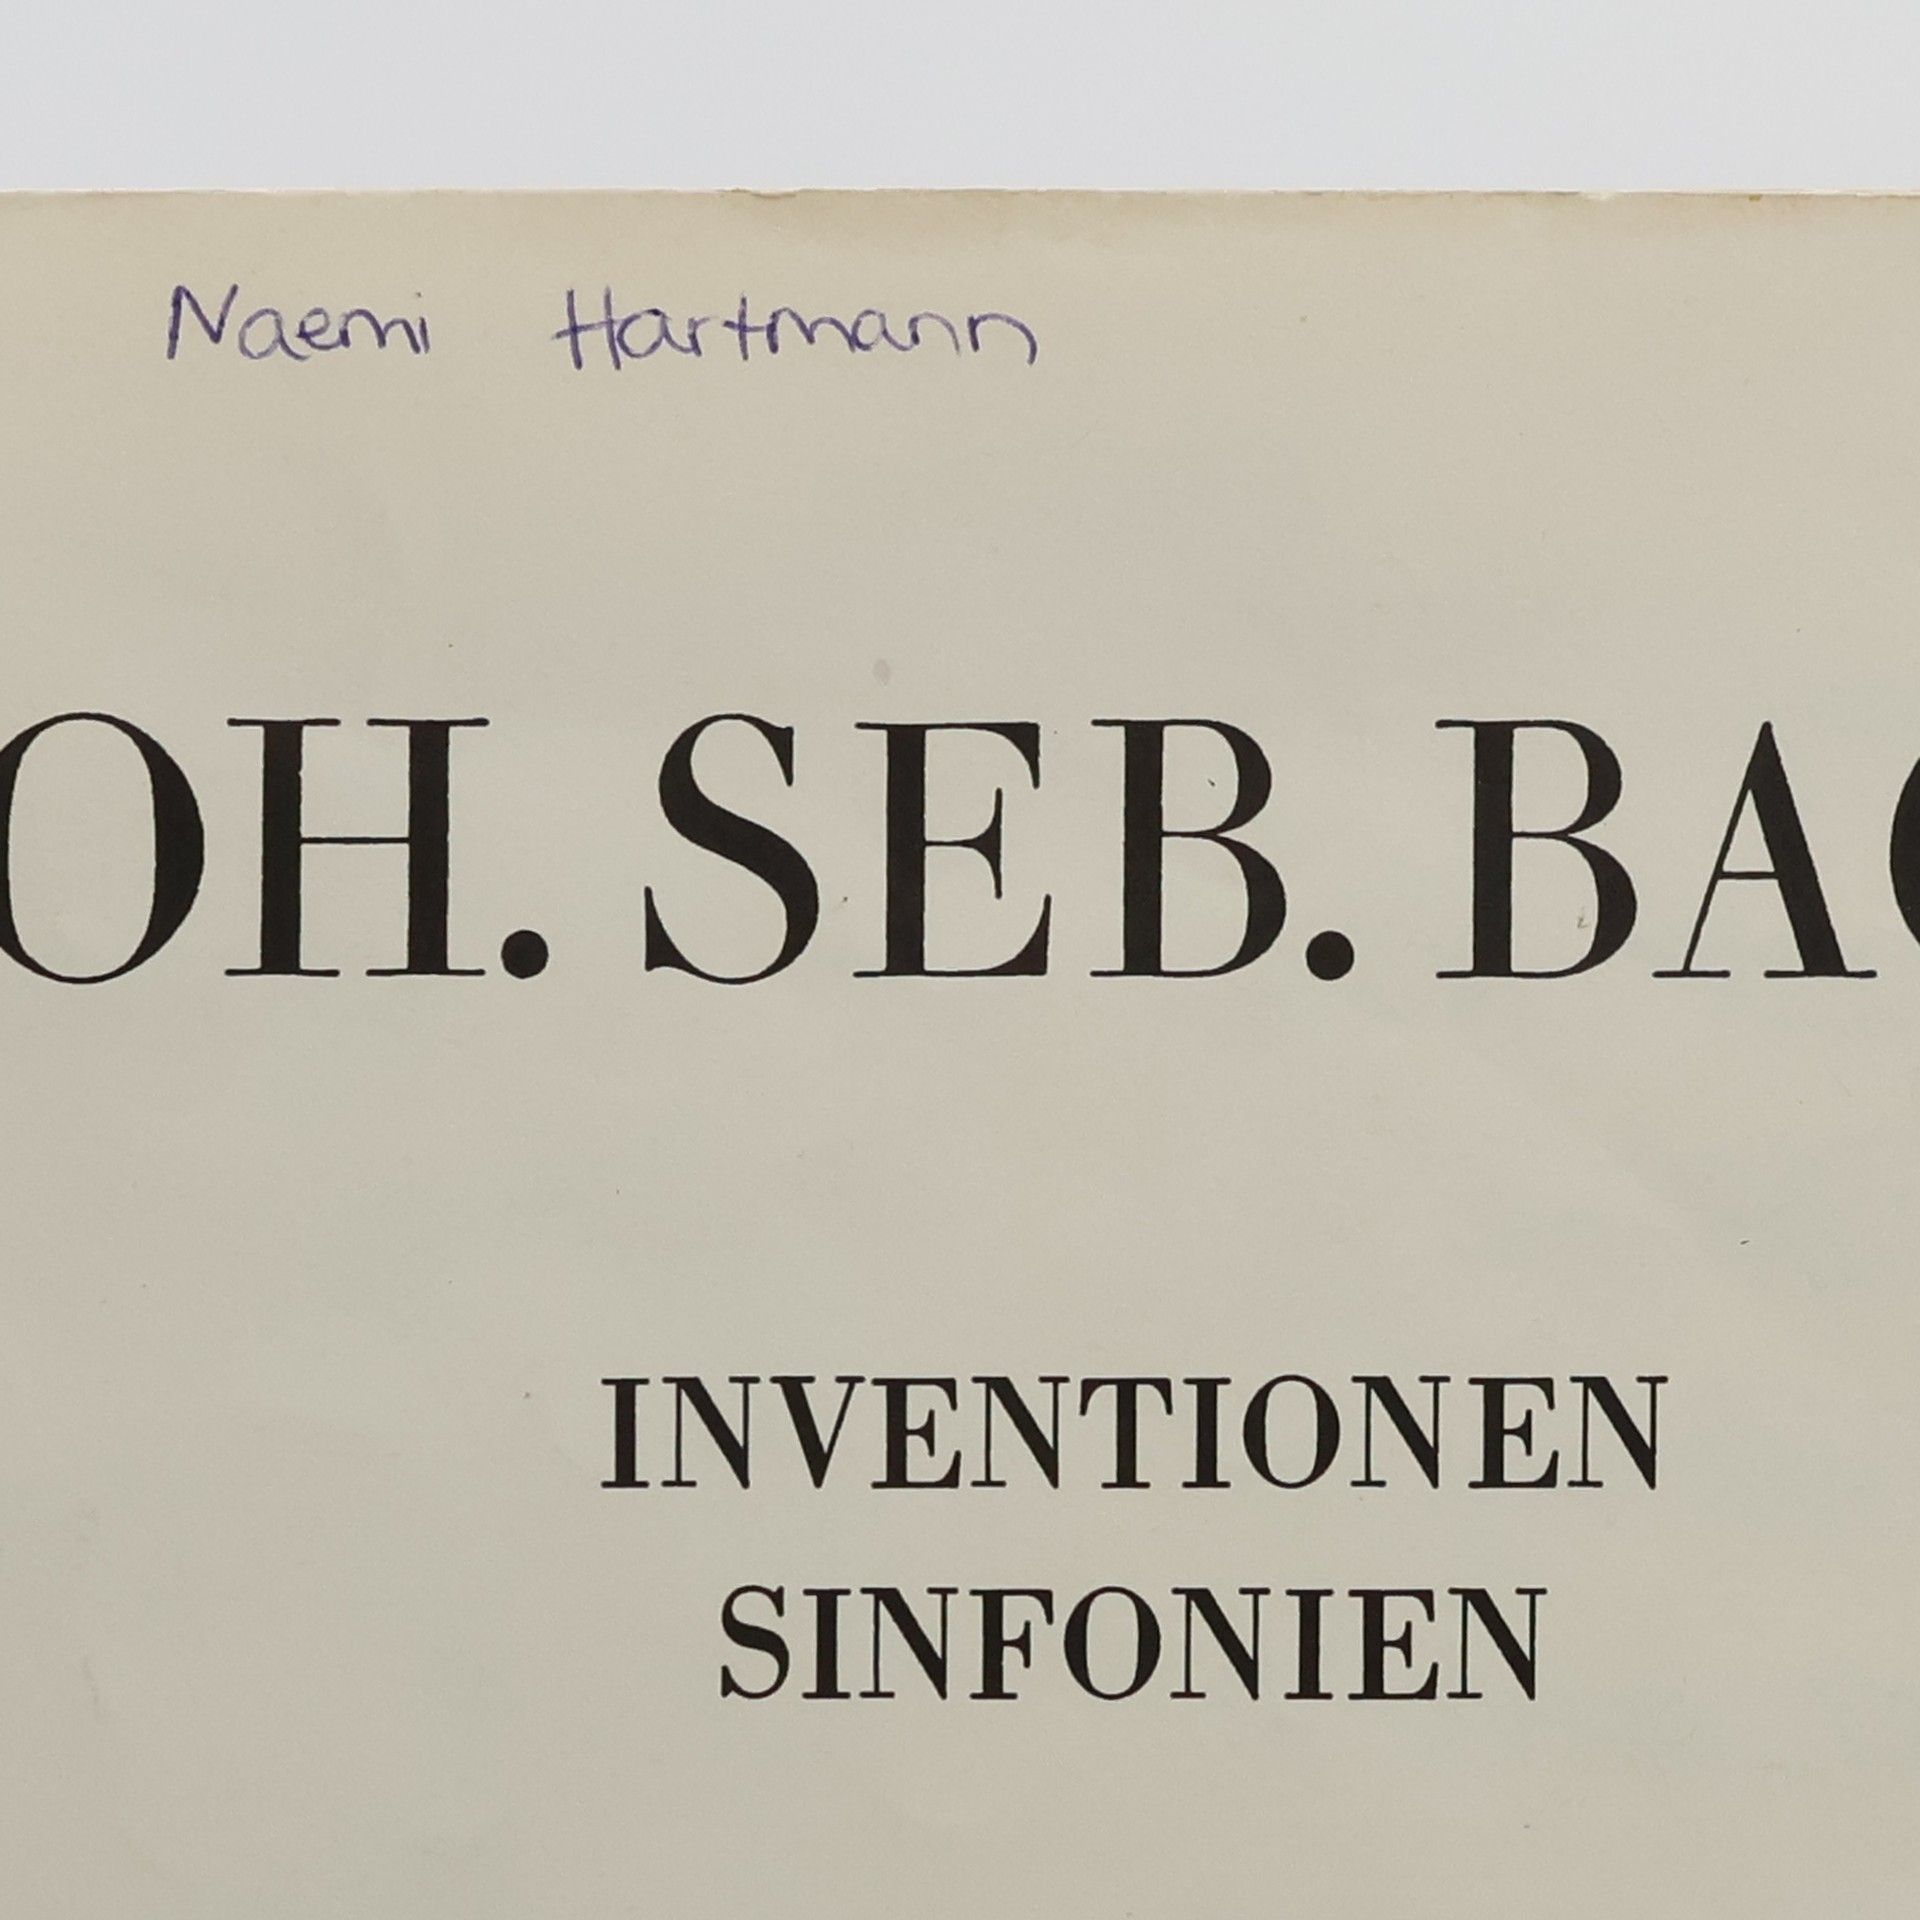 Naemi Hartmann
OH. SEB. BAC
INVENTIONEN
SINFONIEN